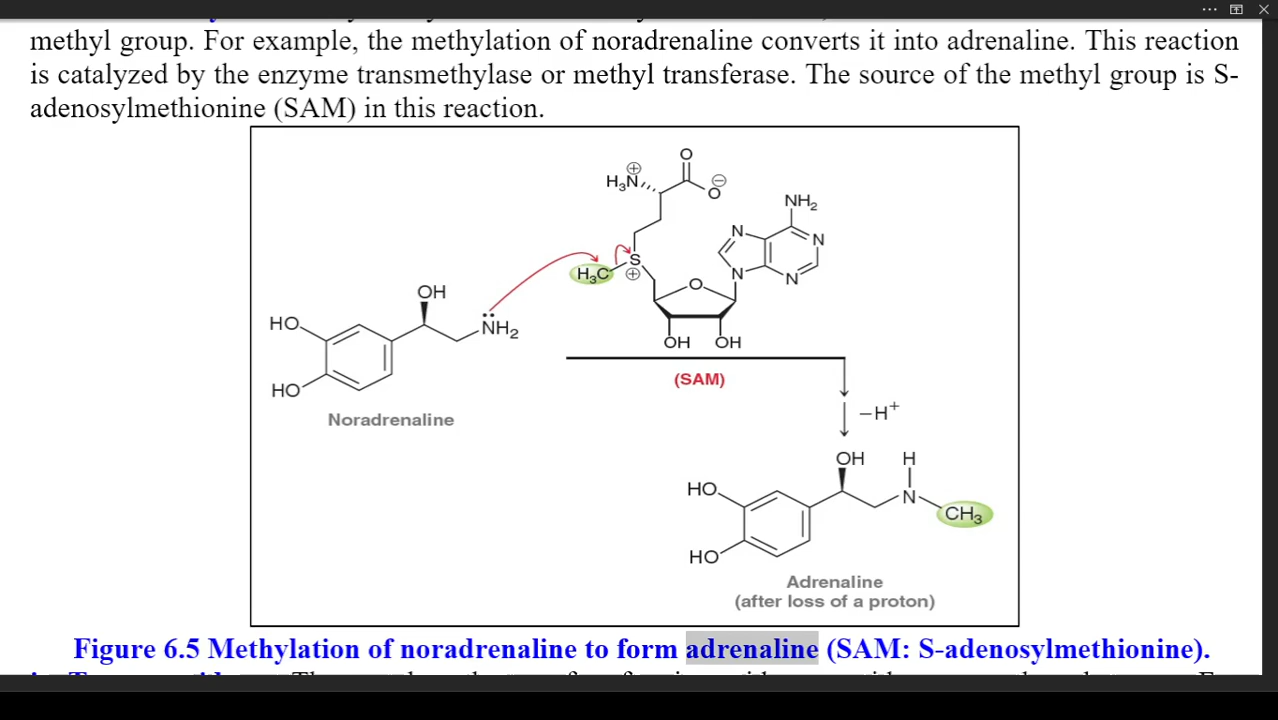 methyl group. For example, the methylation of noradrenaline converts it into adrenaline. This reaction
is catalyzed by the enzyme transmethylase or methyl transferase. The source of the methyl group is S-
adenosylmethionine (SAM) in this reaction.
O
⊕
H₃N
⊖
O
NH₂
N
N
N
N
H₃C
S
⊕
O
OH
OH
OH
HO
NH₂
HO
Noradrenaline
(SAM)
−H⁺
OH
H
HO
N
CH₃
HO
Adrenaline
(after loss of a proton)
Figure 6.5 Methylation of noradrenaline to form adrenaline (SAM: S-adenosylmethionine).